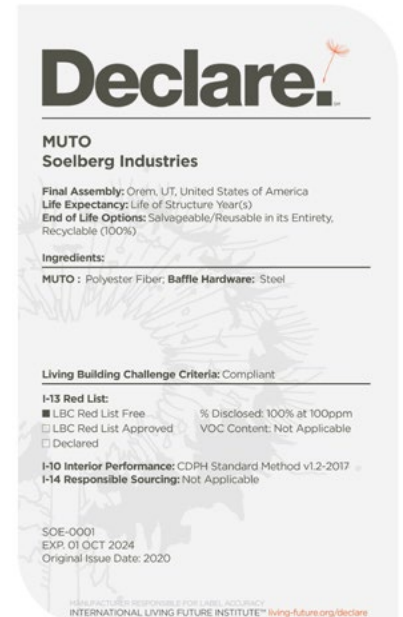 Declare.
MUTO
Soelberg Industries
Final Assembly: Orem, UT, United States of America
Life Expectancy: Life of Structure Year(s)
End of Life Options: Salvageable/Reusable in its Entirety,
Recyclable (100%)
Ingredients:
MUTO : Polyester Fiber; Baffle Hardware: Steel
Living Building Challenge Criteria: Compliant
I-13 Red List:
■ LBC Red List Free % Disclosed: 100% at 100ppm
□ LBC Red List Approved VOC Content: Not Applicable
□ Declared
I-10 Interior Performance: CDPH Standard Method v1.2-2017
I-14 Responsible Sourcing: Not Applicable
SOE-0001
EXP. 01 OCT 2024
Original Issue Date: 2020
MANUFACTURER RESPONSIBLE FOR LABEL ACCURACY
INTERNATIONAL LIVING FUTURE INSTITUTE™ living-future.org/declare